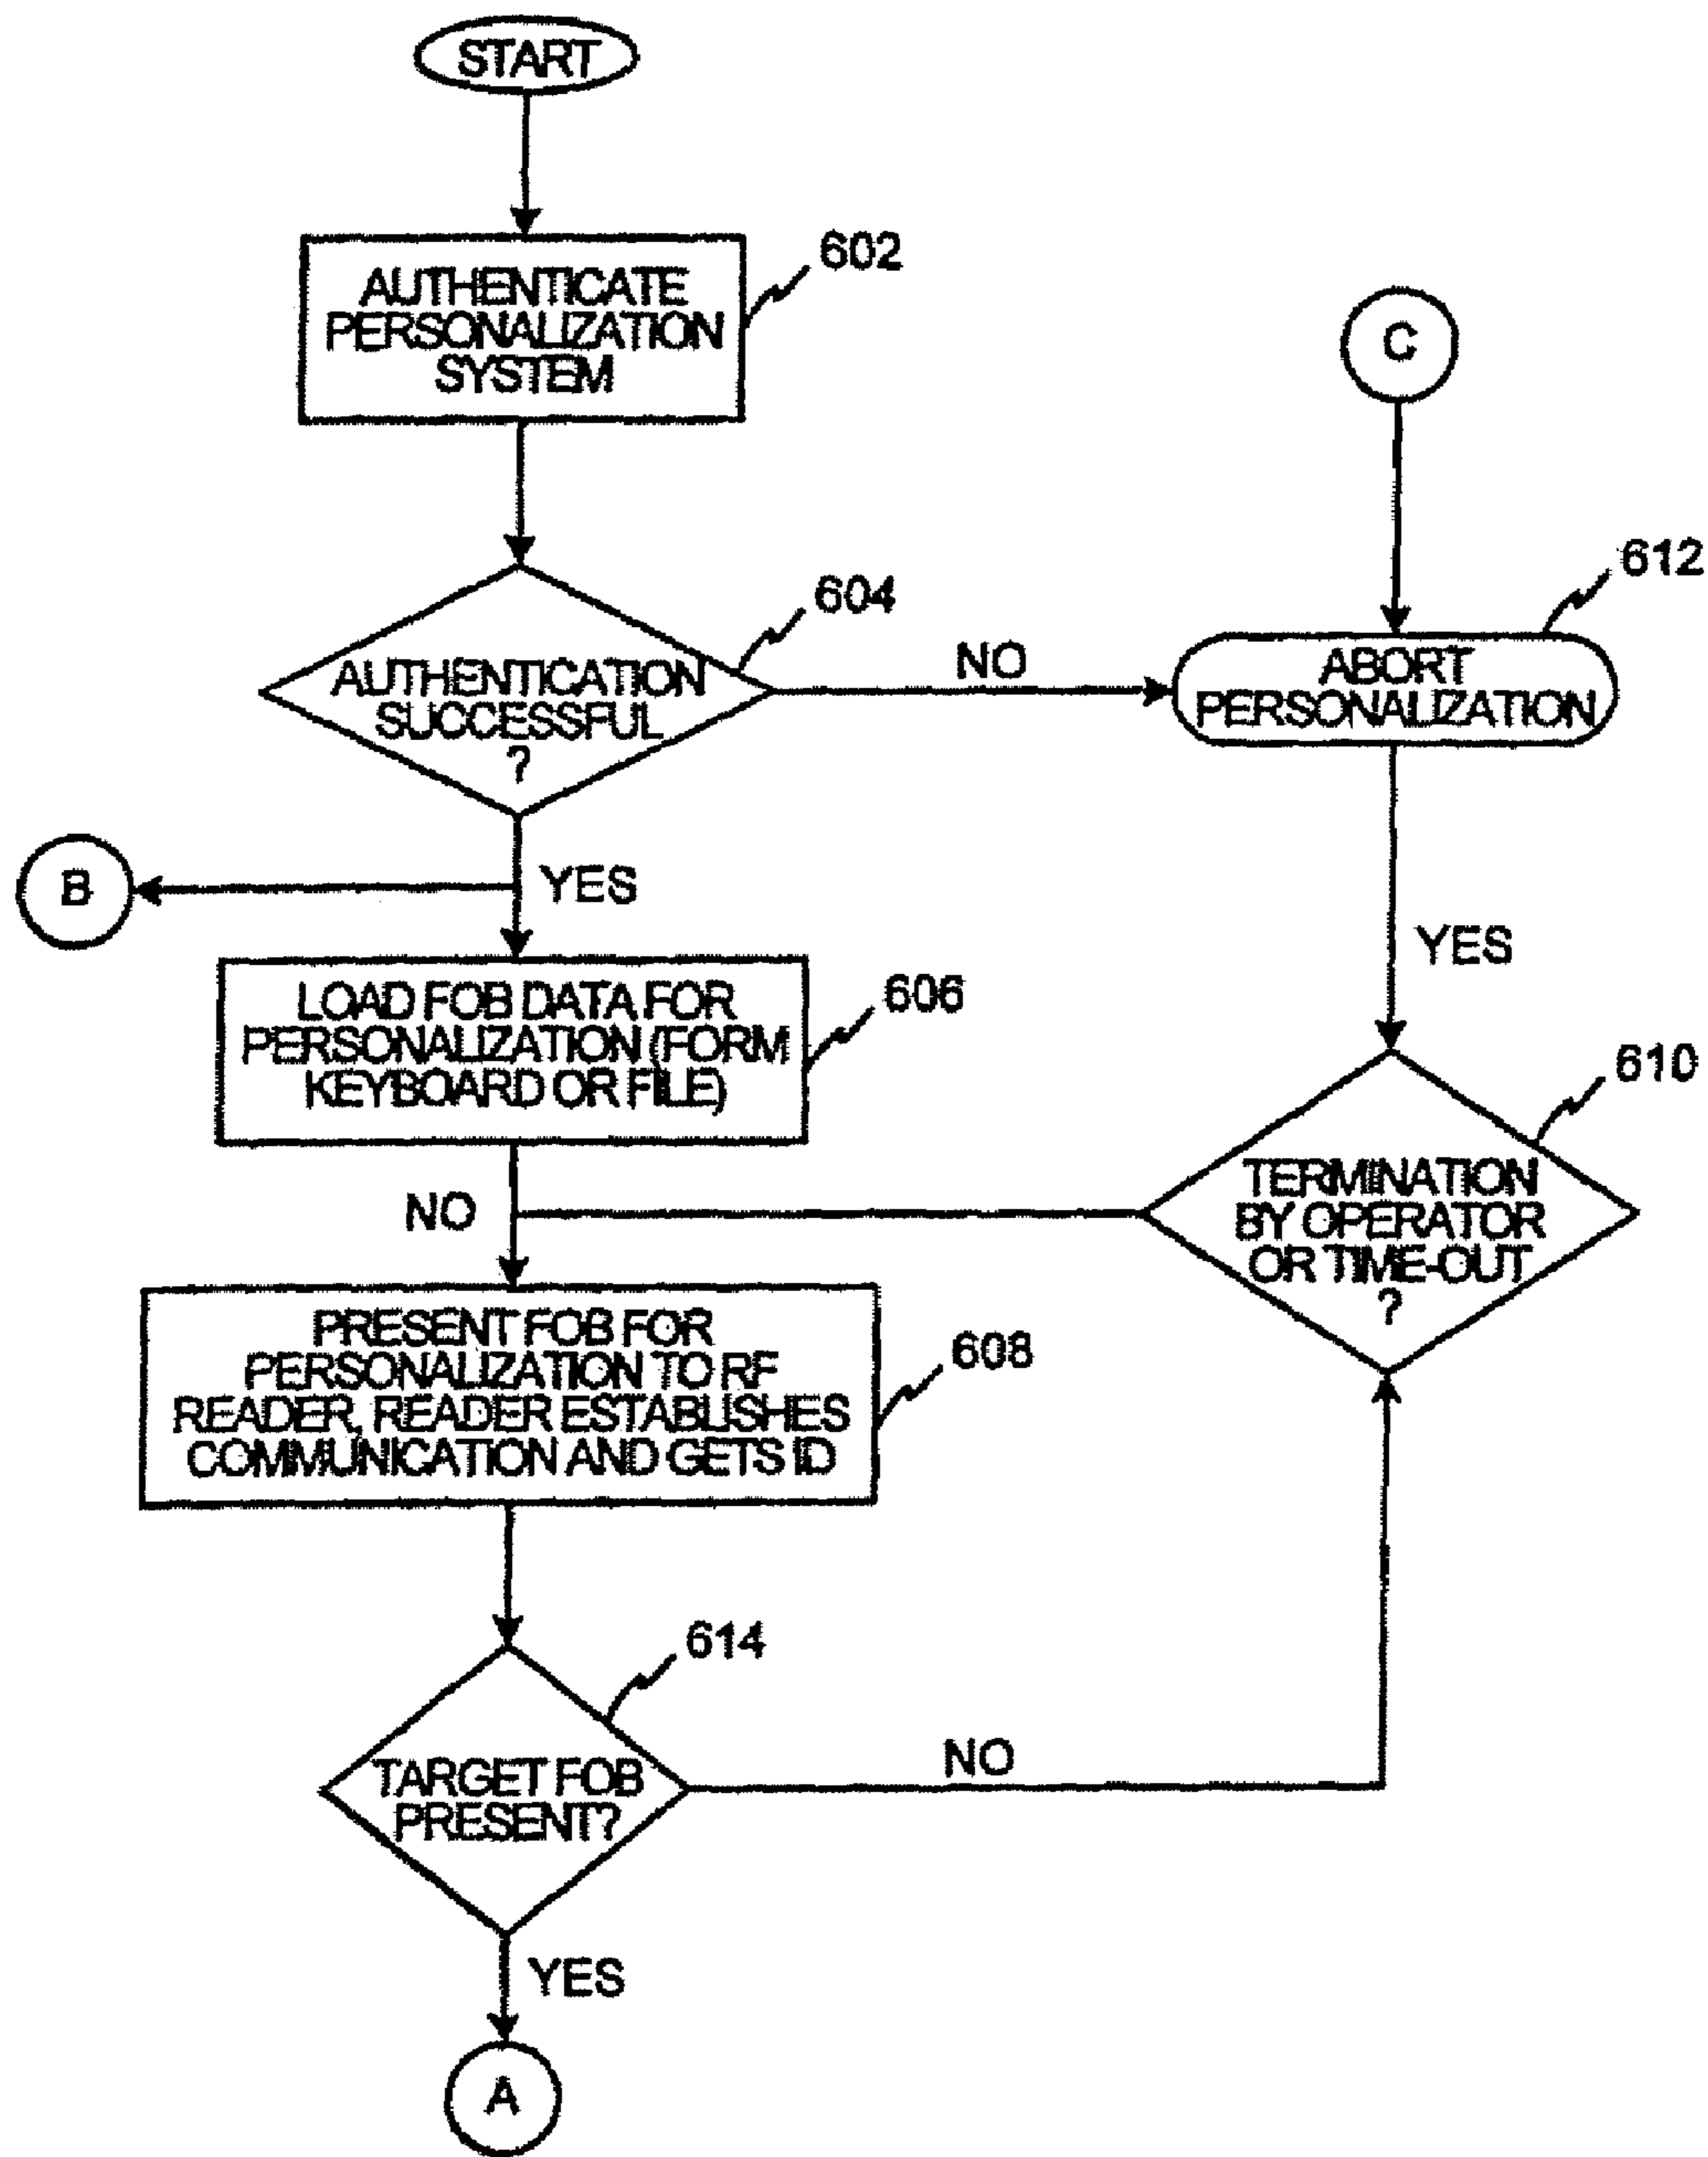 START
602
AUTHENTICATE
PERSONALIZATION
SYSTEM
C
612
604
AUTHENTICATION
SUCCESSFUL
?
NO
ABORT
PERSONALIZATION
B
YES
YES
606
LOAD FOB DATA FOR
PERSONALIZATION (FORM
KEYBOARD OR FILE)
610
TERMINATION
BY OPERATOR
OR TIME-OUT
?
NO
608
PRESENT FOB FOR
PERSONALIZATION TO RF
READER, READER ESTABLISHES
COMMUNICATION AND GETS ID
614
TARGET FOB
PRESENT?
NO
YES
A